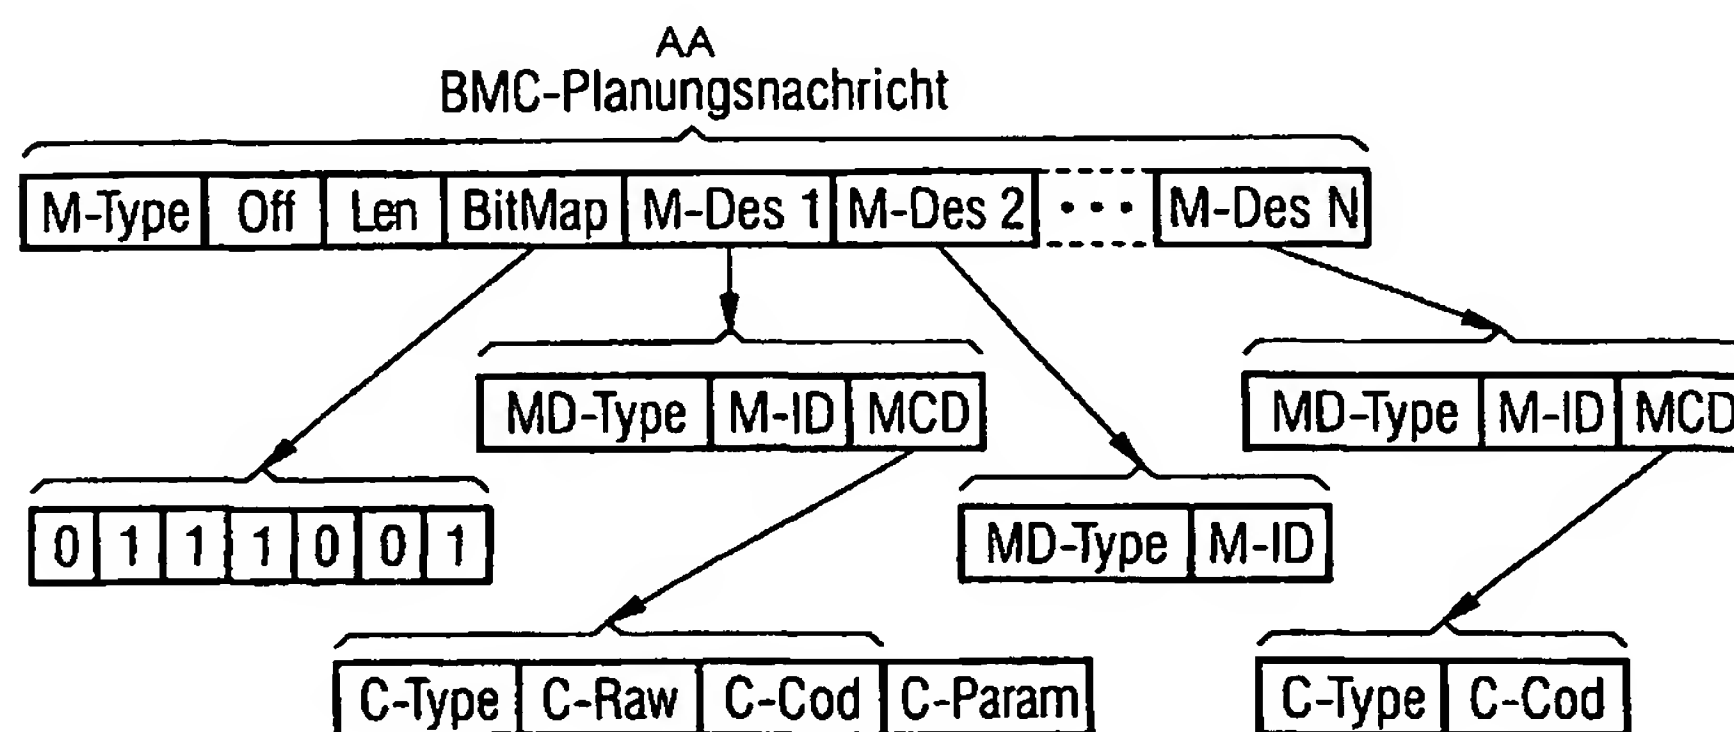 AA
BMC-Planungsnachricht
M-Type Off Len BitMap M-Des 1 M-Des 2 ••• M-Des N
MD-Type M-ID MCD MD-Type M-ID MCD
0 1 1 1 0 0 1 MD-Type M-ID
C-Type C-Raw C-Cod C-Param C-Type C-Cod